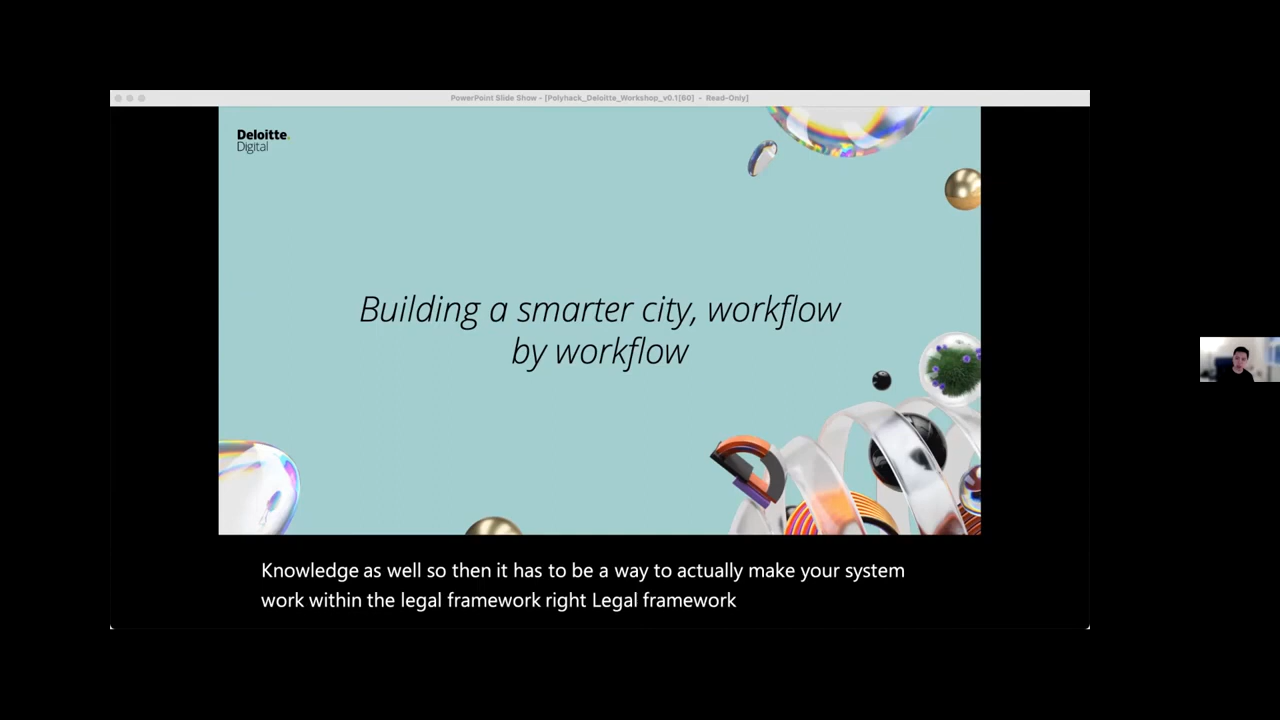 PowerPoint Slide Show - [Polyhack_Deloitte_Workshop_v0.1[60] - Read-Only]
Deloitte.
Digital
Building a smarter city, workflow
by workflow
Knowledge as well so then it has to be a way to actually make your system
work within the legal framework right Legal framework